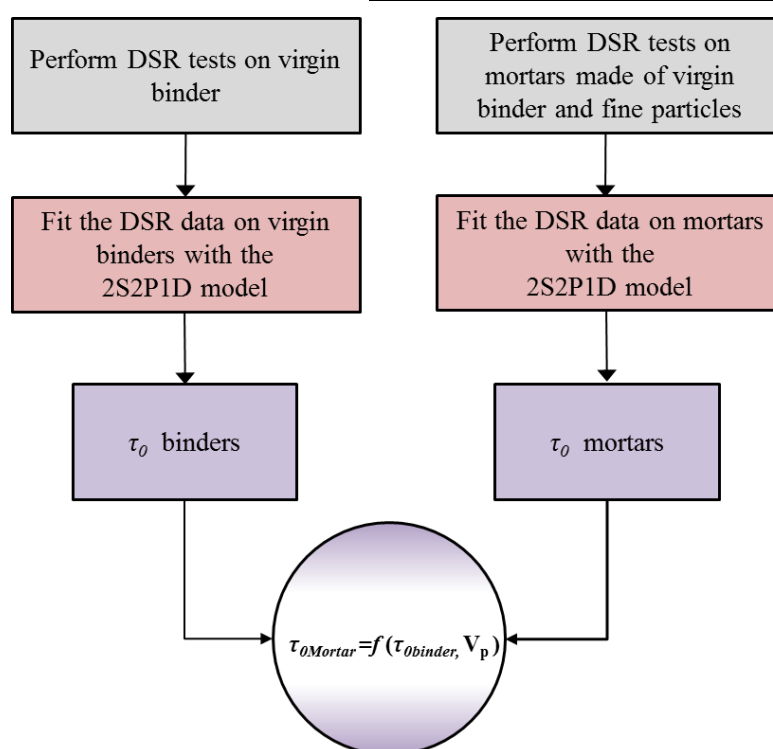 Perform DSR tests on virgin
binder
Perform DSR tests on
mortars made of virgin
binder and fine particles
Fit the DSR data on virgin
binders with the
2S2P1D model
Fit the DSR data on mortars
with the
2S2P1D model
τ₀ binders
τ₀ mortars
τ₀Mortar=f(τ₀binder, Vₚ)